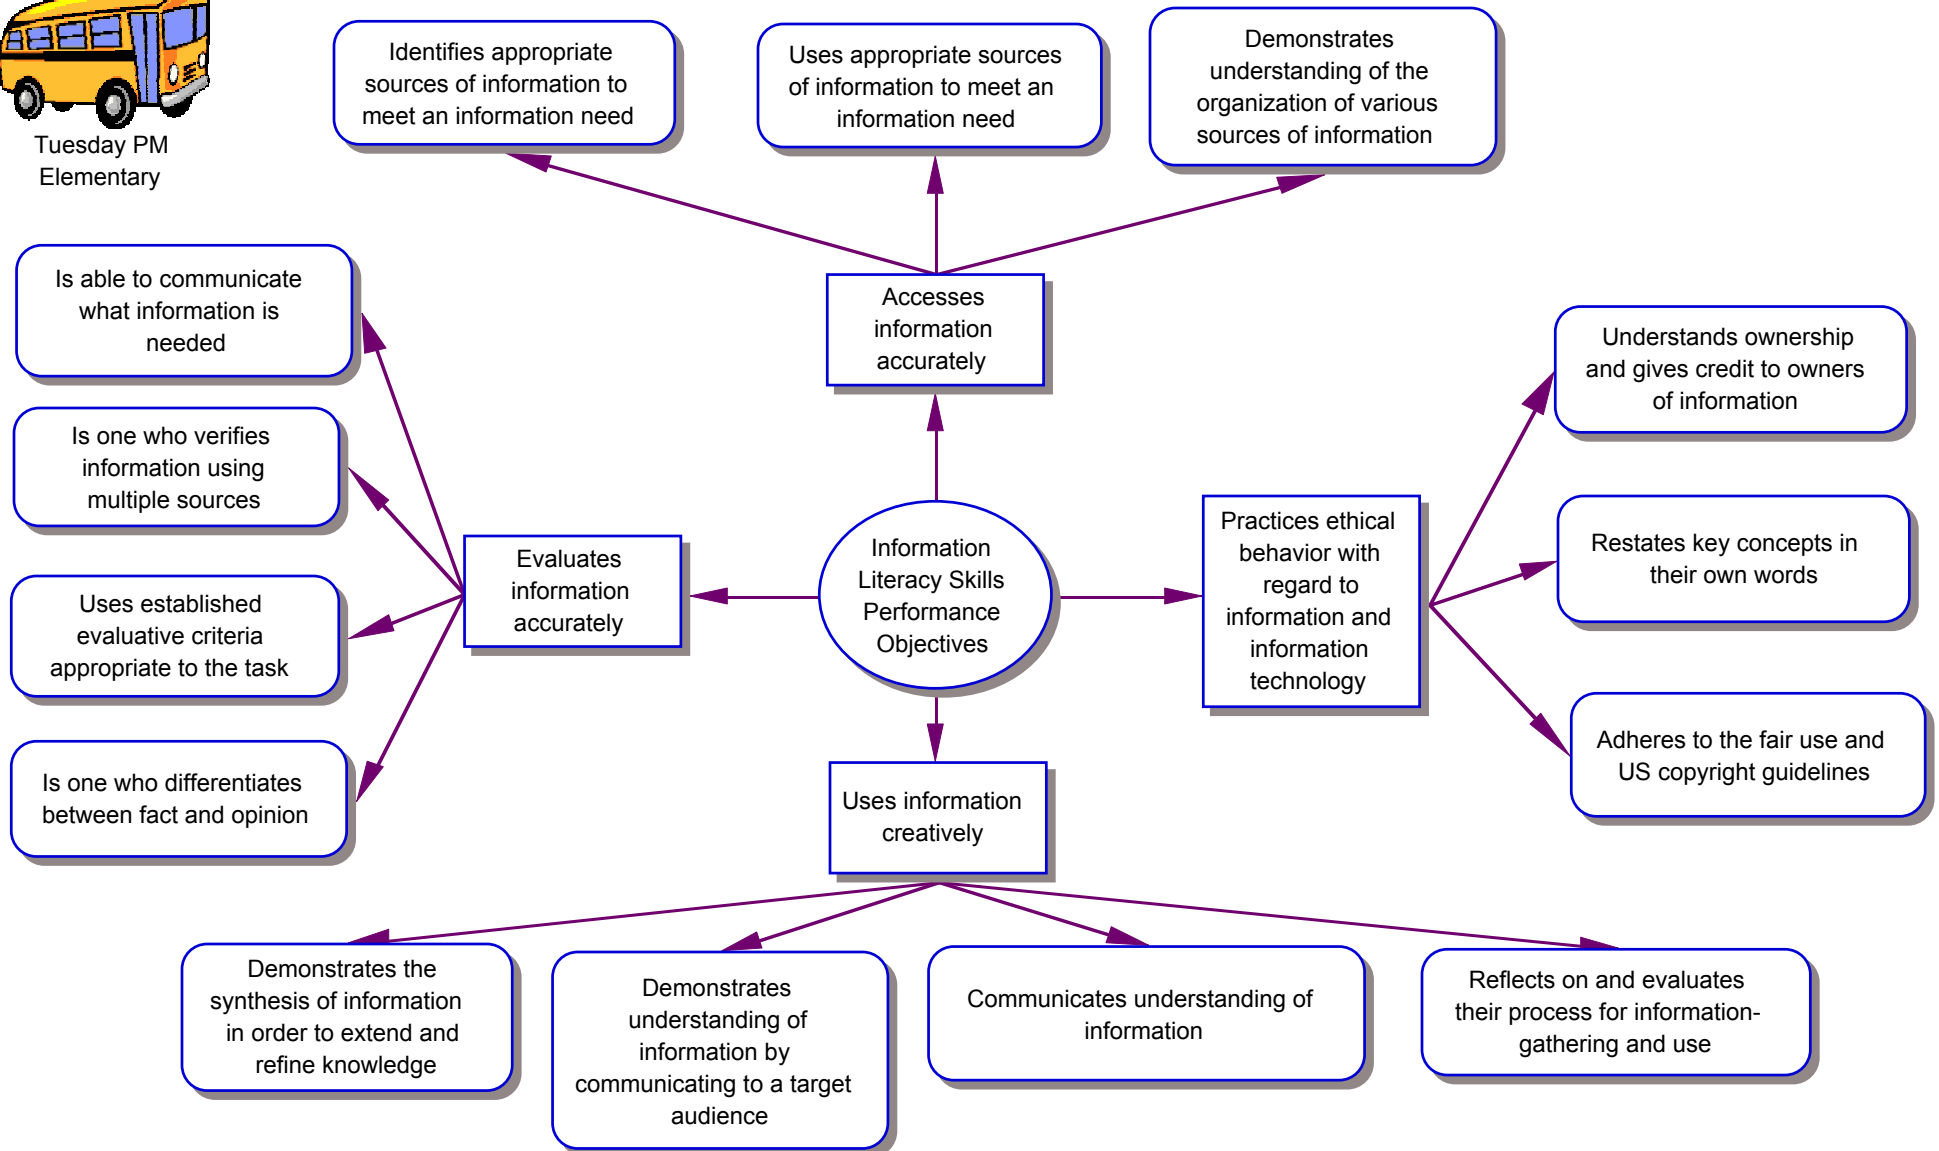 Tuesday PM
Elementary
Identifies appropriate
sources of information to
meet an information need
Uses appropriate sources
of information to meet an
information need
Demonstrates
understanding of the
organization of various
sources of information
Accesses
information
accurately
Is able to communicate
what information is
needed
Is one who verifies
information using
multiple sources
Uses established
evaluative criteria
appropriate to the task
Is one who differentiates
between fact and opinion
Evaluates
information
accurately
Information
Literacy Skills
Performance
Objectives
Practices ethical
behavior with
regard to
information and
information
technology
Understands ownership
and gives credit to owners
of information
Restates key concepts in
their own words
Adheres to the fair use and
US copyright guidelines
Uses information
creatively
Demonstrates the
synthesis of information
in order to extend and
refine knowledge
Demonstrates
understanding of
information by
communicating to a target
audience
Communicates understanding of
information
Reflects on and evaluates
their process for information-
gathering and use